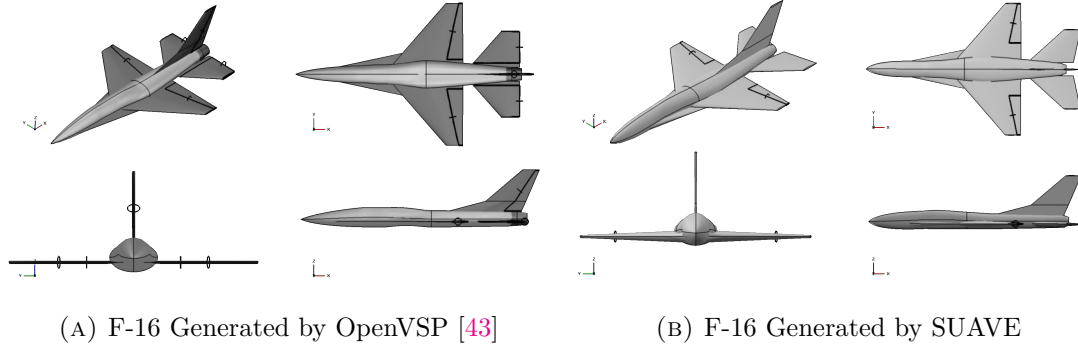 (A) F-16 Generated by OpenVSP [43]
(B) F-16 Generated by SUAVE